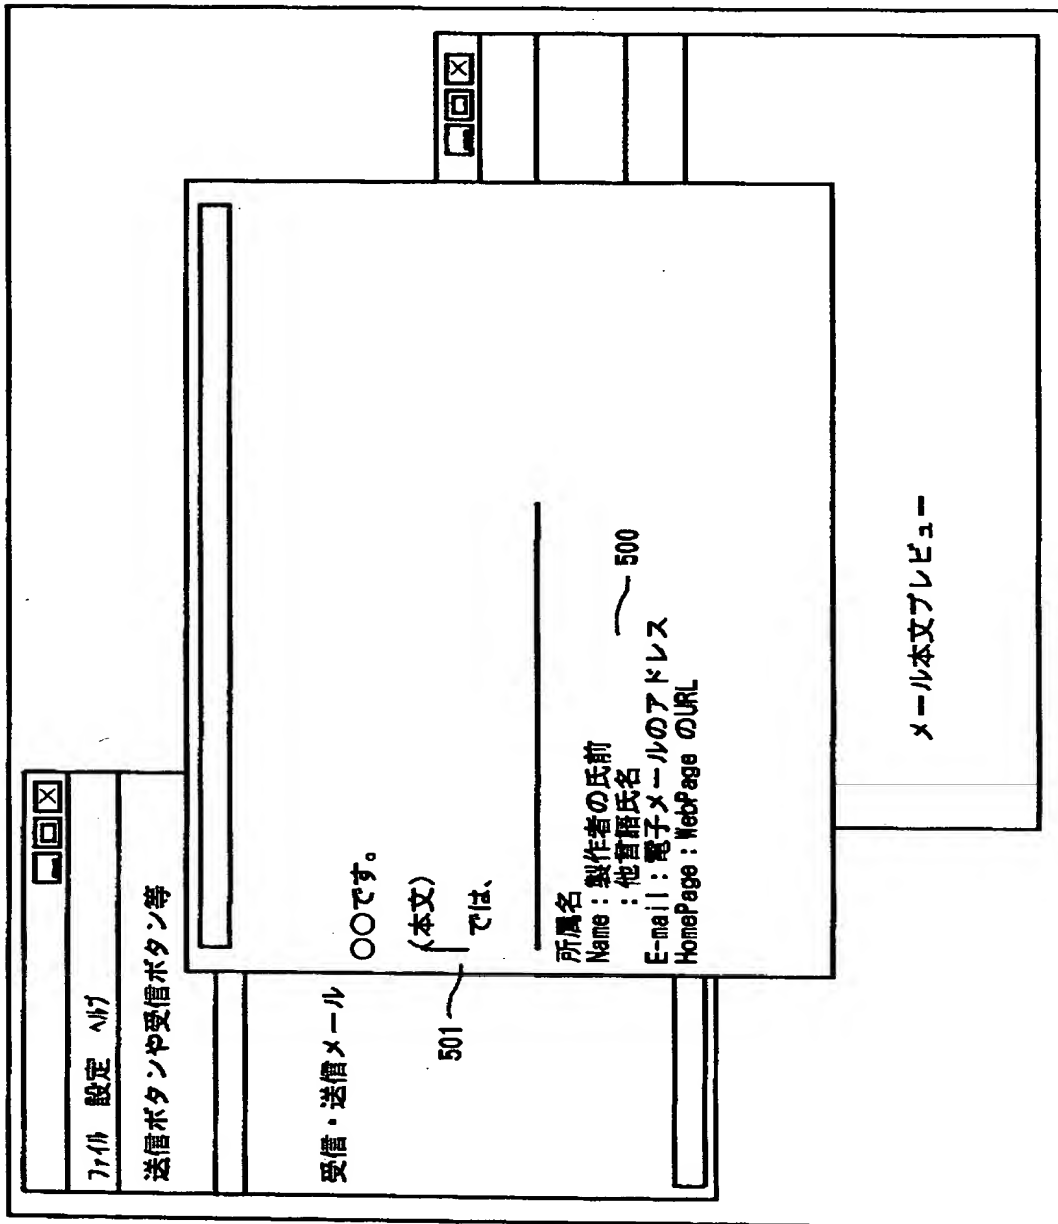 ファイル 設定 ヘルプ
送信ボタンや受信ボタン等
受信・送信メール
○○です。
(本文)
では、
501
所属名
Name：製作者の氏前
：他言語氏名
500
E-mail：電子メールのアドレス
HomePage：WebPage のURL
メール本文プレビュー